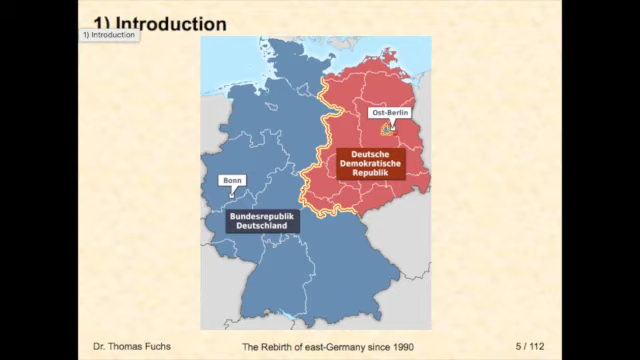 1) Introduction
1) Introduction
Ost-Berlin
Deutsche
Demokratische
Republik
Bonn
Bundesrepublik
Deutschland
Dr. Thomas Fuchs
The Rebirth of east-Germany since 1990
5 / 112